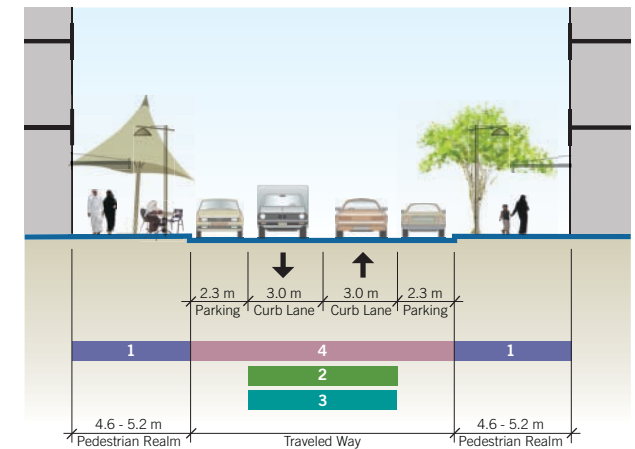 2.3 m 3.0 m 3.0 m 2.3 m
Parking Curb Lane Curb Lane Parking
1 4 1
2
3
4.6 - 5.2 m 4.6 - 5.2 m
Pedestrian Realm Traveled Way Pedestrian Realm